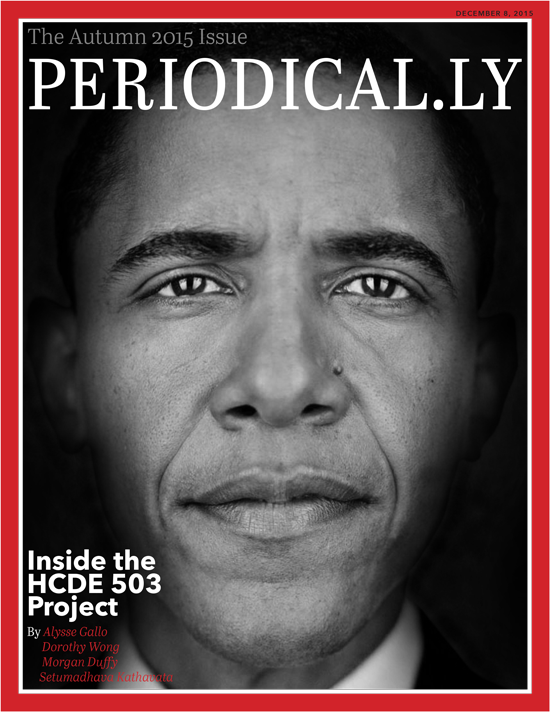 DECEMBER 8, 2015
The Autumn 2015 Issue
PERIODICAL.LY
Inside the
HCDE 503
Project
By Alysse Gallo
Dorothy Wong
Morgan Duffy
Setumadhava Kathawata